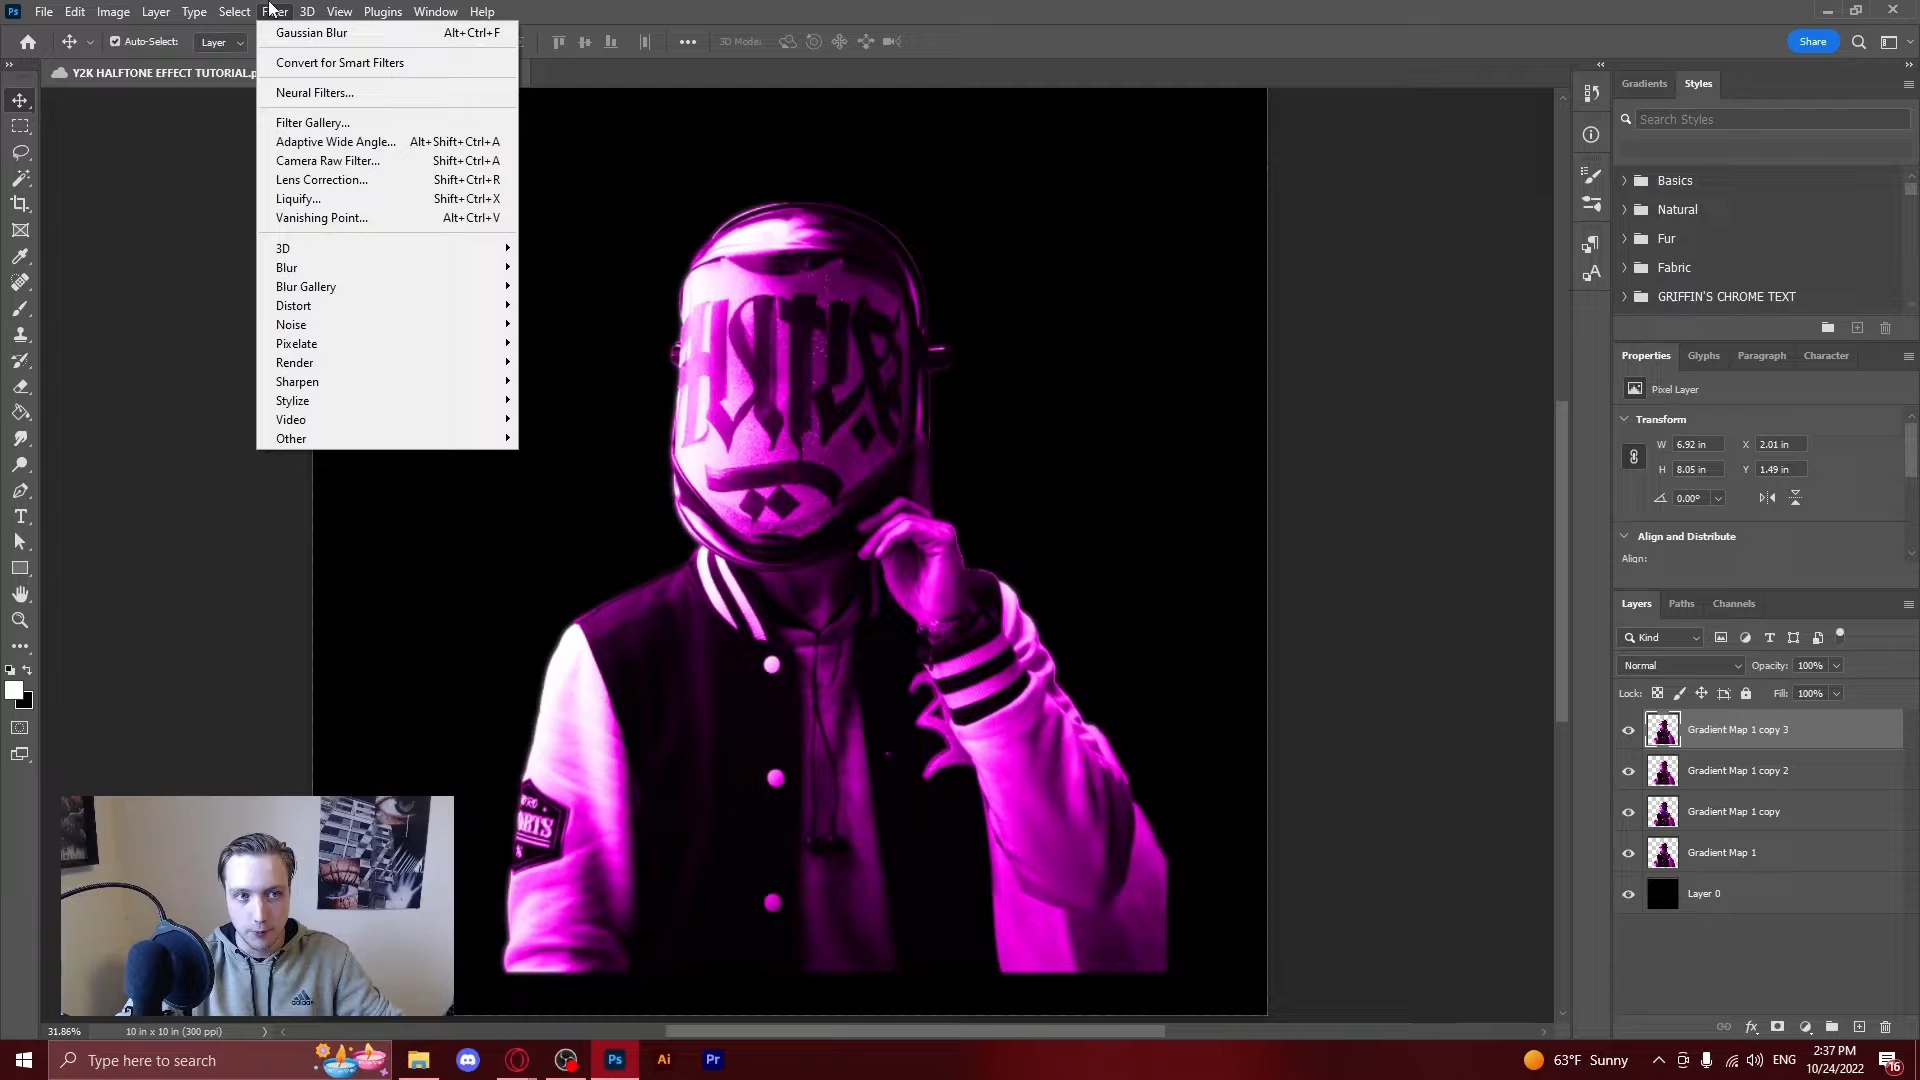 Ps File Edit Image Layer Type Select Filter 3D View Plugins Window Help
Auto-Select: Layer
3D Mode:
Share
Y2K HALFTONE EFFECT TUTORIAL.p
Gaussian Blur Alt+Ctrl+F
Convert for Smart Filters
Neural Filters...
Filter Gallery...
Adaptive Wide Angle... Alt+Shift+Ctrl+A
Camera Raw Filter... Shift+Ctrl+A
Lens Correction... Shift+Ctrl+R
Liquify... Shift+Ctrl+X
Vanishing Point... Alt+Ctrl+V
3D
Blur
Blur Gallery
Distort
Noise
Pixelate
Render
Sharpen
Stylize
Video
Other
Gradients Styles
Search Styles
Basics
Natural
Fur
Fabric
GRIFFIN'S CHROME TEXT
Properties Glyphs Paragraph Character
Pixel Layer
Transform
W 6.92 in X 2.01 in
H 8.05 in Y 1.49 in
0.00°
Align and Distribute
Align:
Layers Paths Channels
Kind
Normal Opacity: 100%
Lock: Fill: 100%
Gradient Map 1 copy 3
Gradient Map 1 copy 2
Gradient Map 1 copy
Gradient Map 1
Layer 0
fx
adidas
31.86% 10 in x 10 in (300 ppi)
Type here to search
Ps Ai Pr
63°F Sunny
ENG
2:37 PM
10/24/2022
16